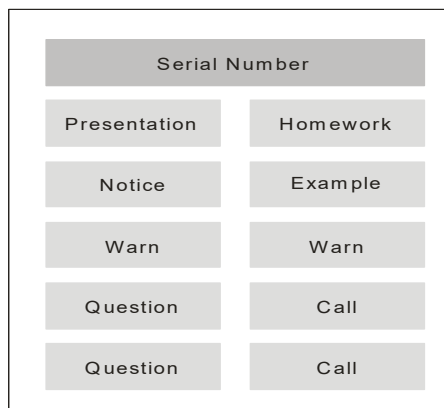 Serial Number
Presentation Homework
Notice Example
Warn Warn
Question Call
Question Call